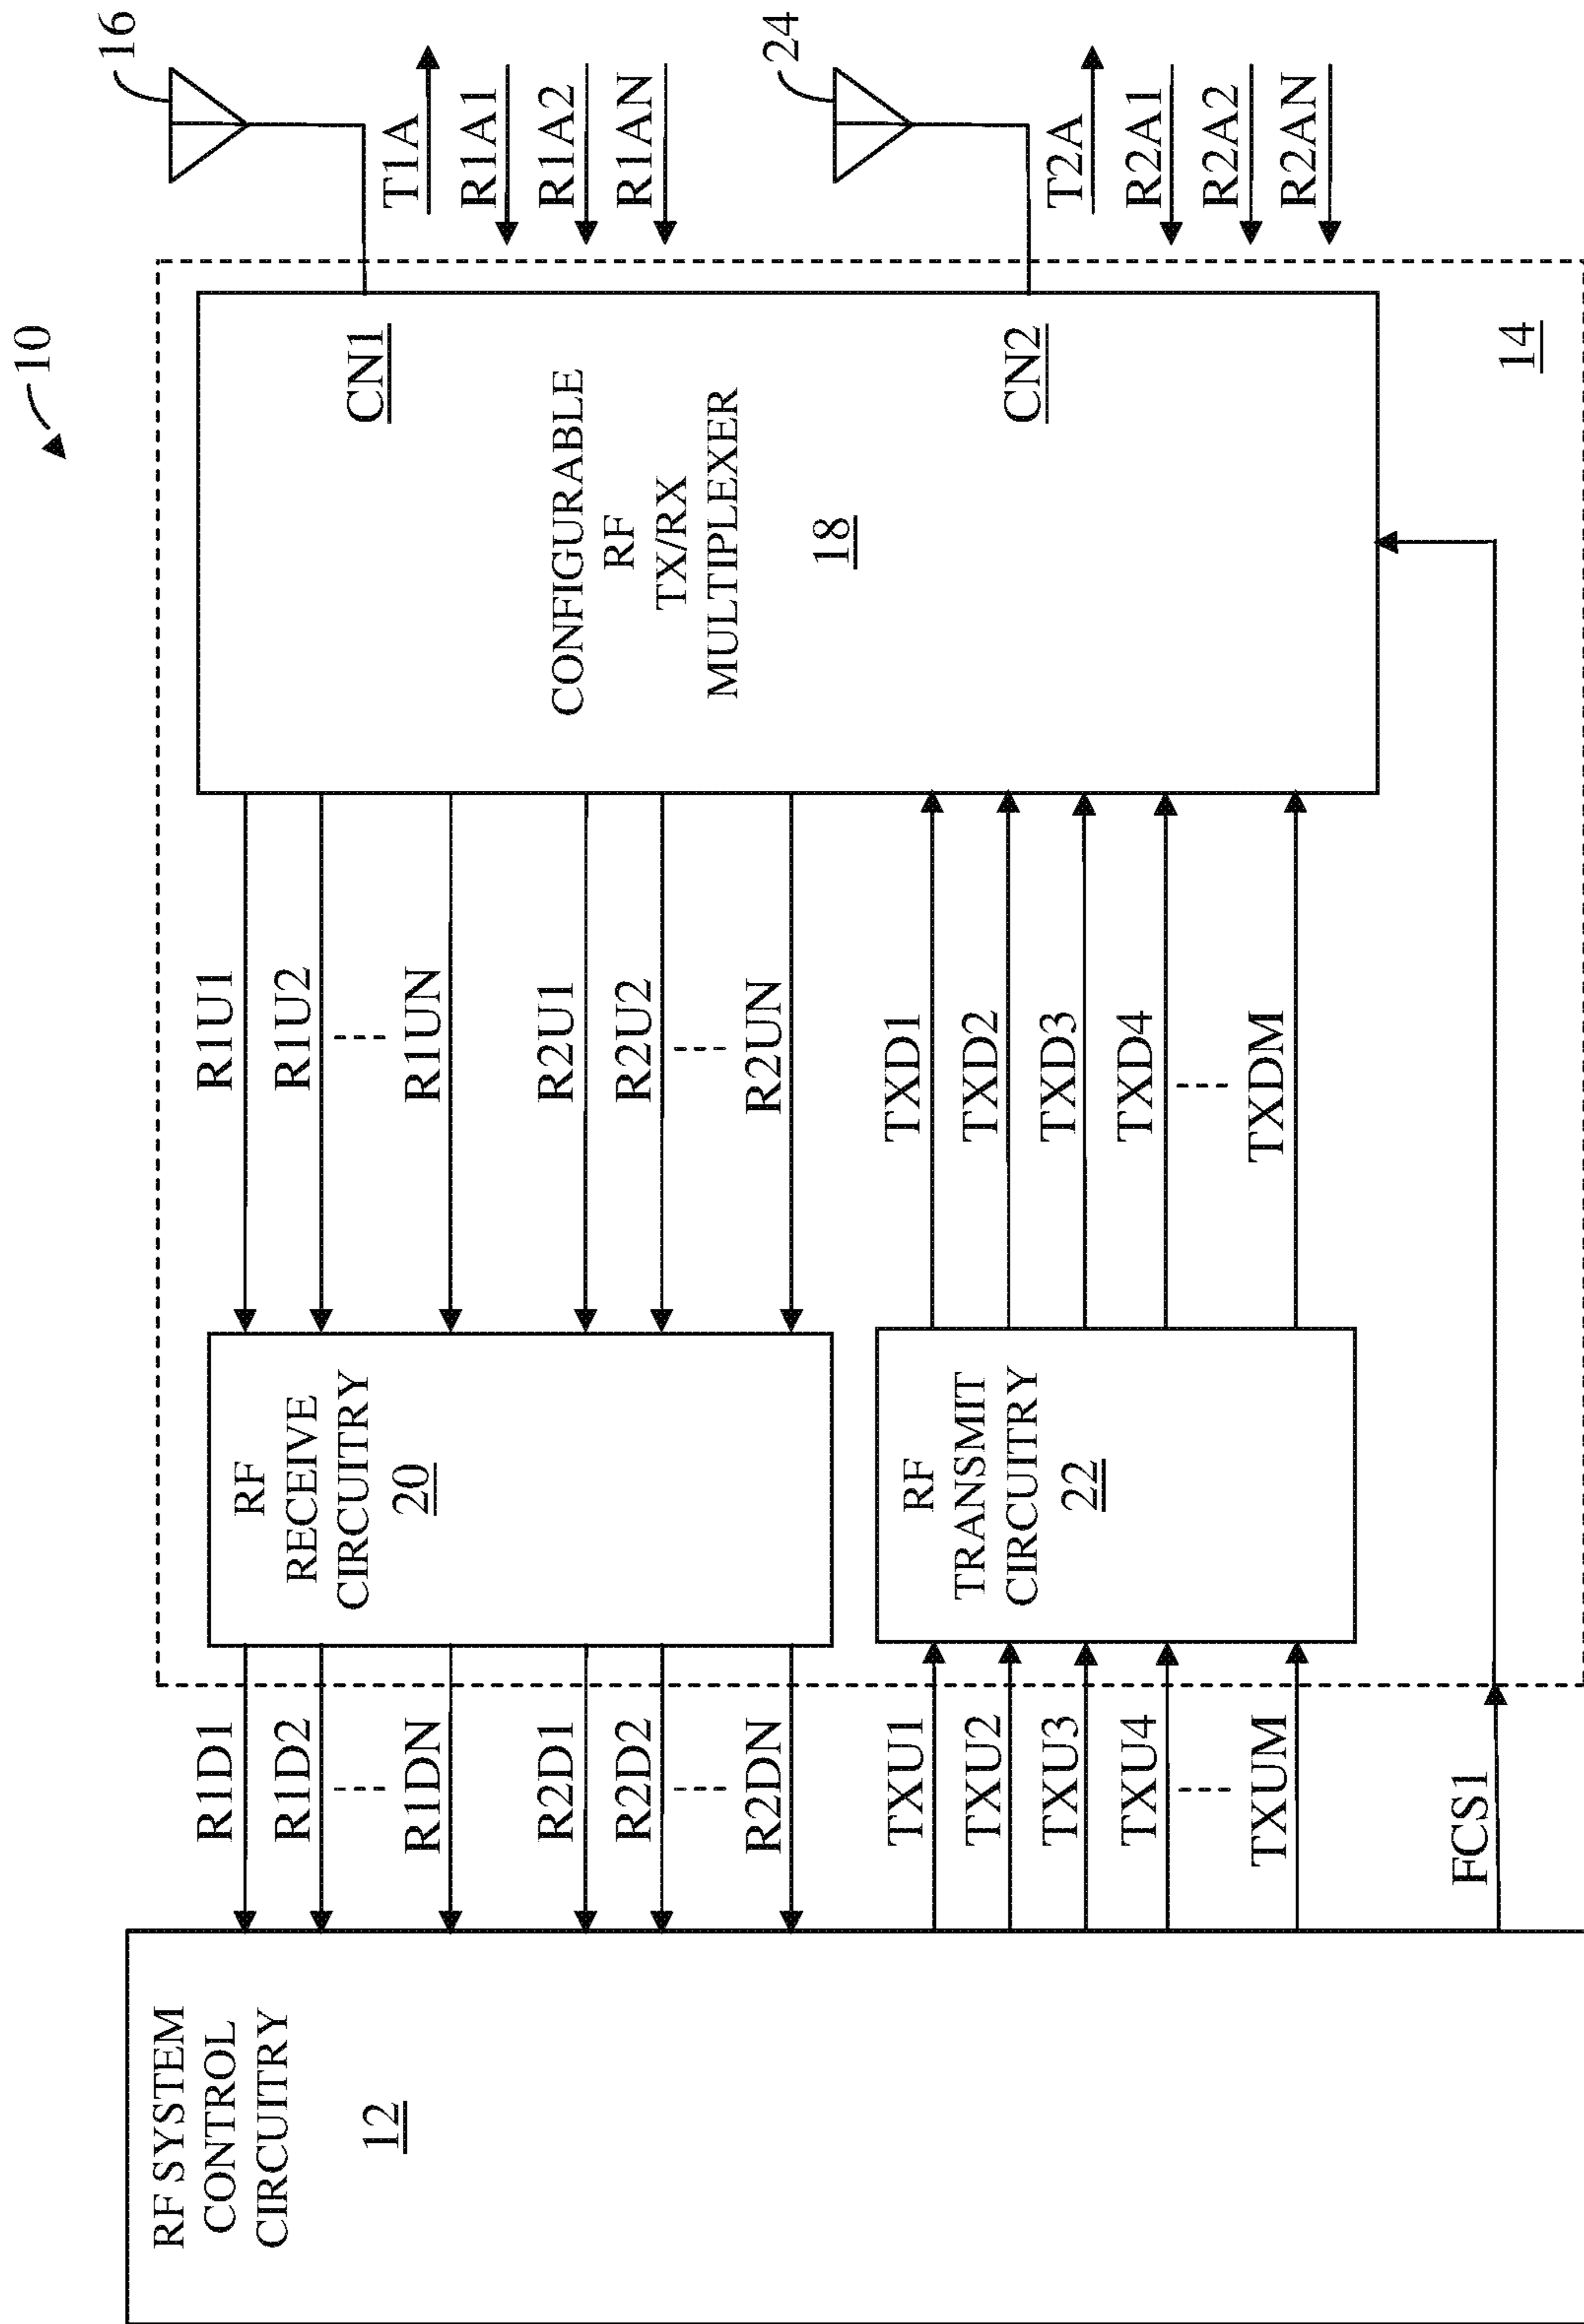 10
RF SYSTEM
CONTROL
CIRCUITRY
12
R1D1
R1D2
R1DN
R2D1
R2D2
R2DN
TXU1
TXU2
TXU3
TXU4
TXUM
FCS1
RF
RECEIVE
CIRCUITRY
20
RF
TRANSMIT
CIRCUITRY
22
R1U1
R1U2
R1UN
R2U1
R2U2
R2UN
TXD1
TXD2
TXD3
TXD4
TXDM
CONFIGURABLE
RF
TX/RX
MULTIPLEXER
18
CN1
CN2
14
16
T1A
R1A1
R1A2
R1AN
24
T2A
R2A1
R2A2
R2AN